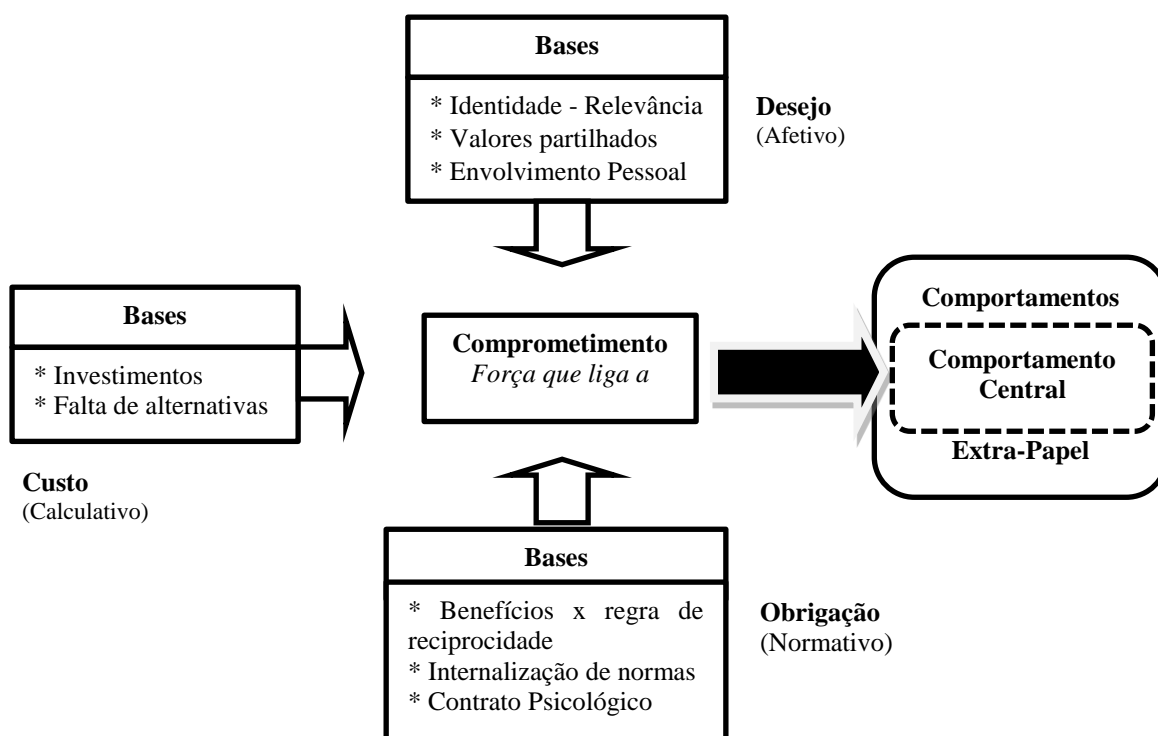 Bases
* Identidade - Relevância
* Valores partilhados
* Envolvimento Pessoal
Desejo
(Afetivo)
Bases
* Investimentos
* Falta de alternativas
Custo
(Calculativo)
Comprometimento
Força que liga a
Comportamentos
Comportamento
Central
Extra-Papel
Bases
* Benefícios x regra de
reciprocidade
* Internalização de normas
* Contrato Psicológico
Obrigação
(Normativo)